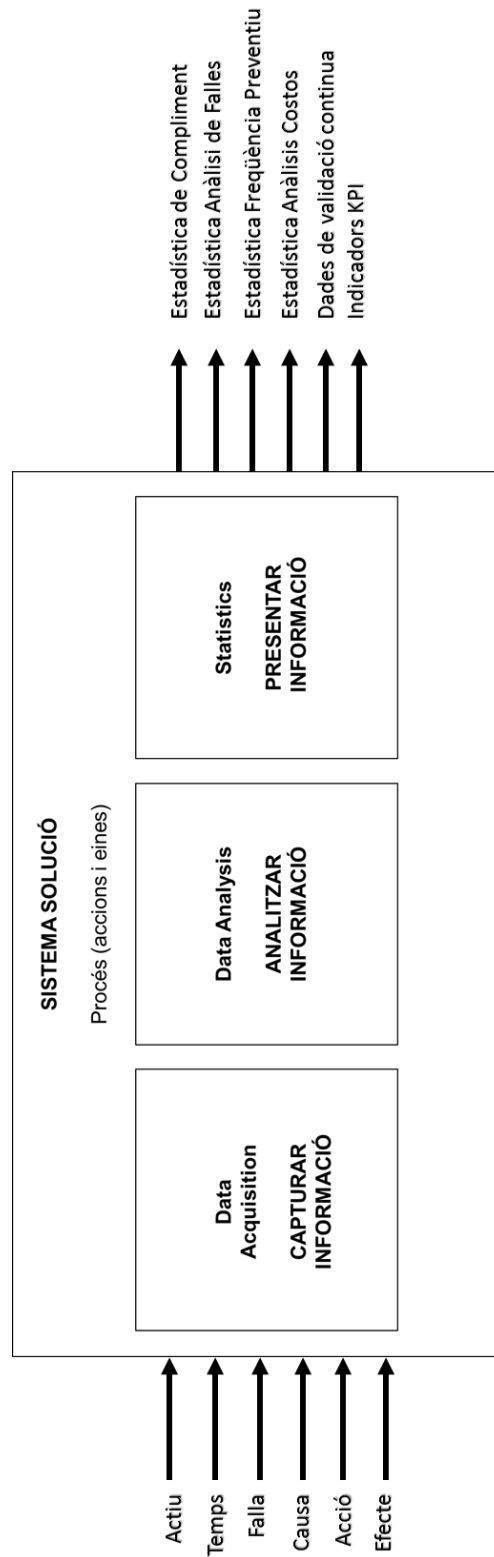 SISTEMA SOLUCIÓ
Procés (accions i eines)
Actiu
Temps
Falla
Causa
Acció
Efecte
Data
Acquisition
CAPTURAR
INFORMACIÓ
Data Analysis
ANALITZAR
INFORMACIÓ
Statistics
PRESENTAR
INFORMACIÓ
Estadística de Compliment
Estadística Anàlisi de Falles
Estadística Freqüència Preventiu
Estadística Anàlisis Costos
Dades de validació continua
Indicadors KPI